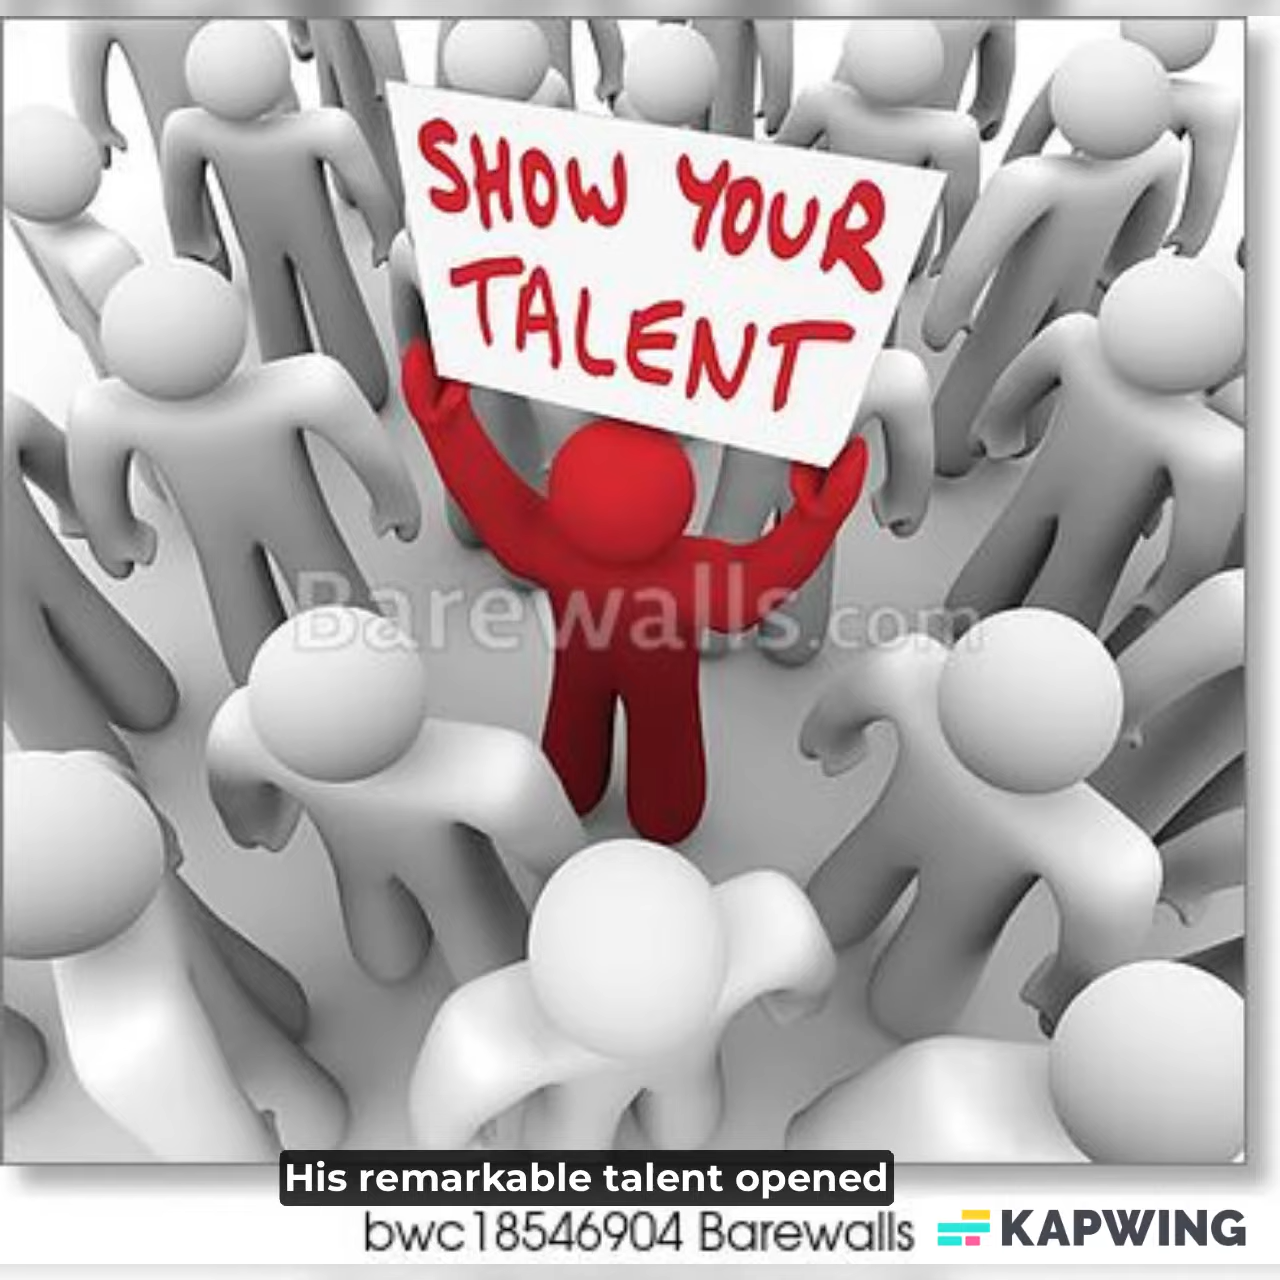 SHOW YOUR
TALENT
Barewalls.com
His remarkable talent opened
bwc18546904 Barewalls KAPWING